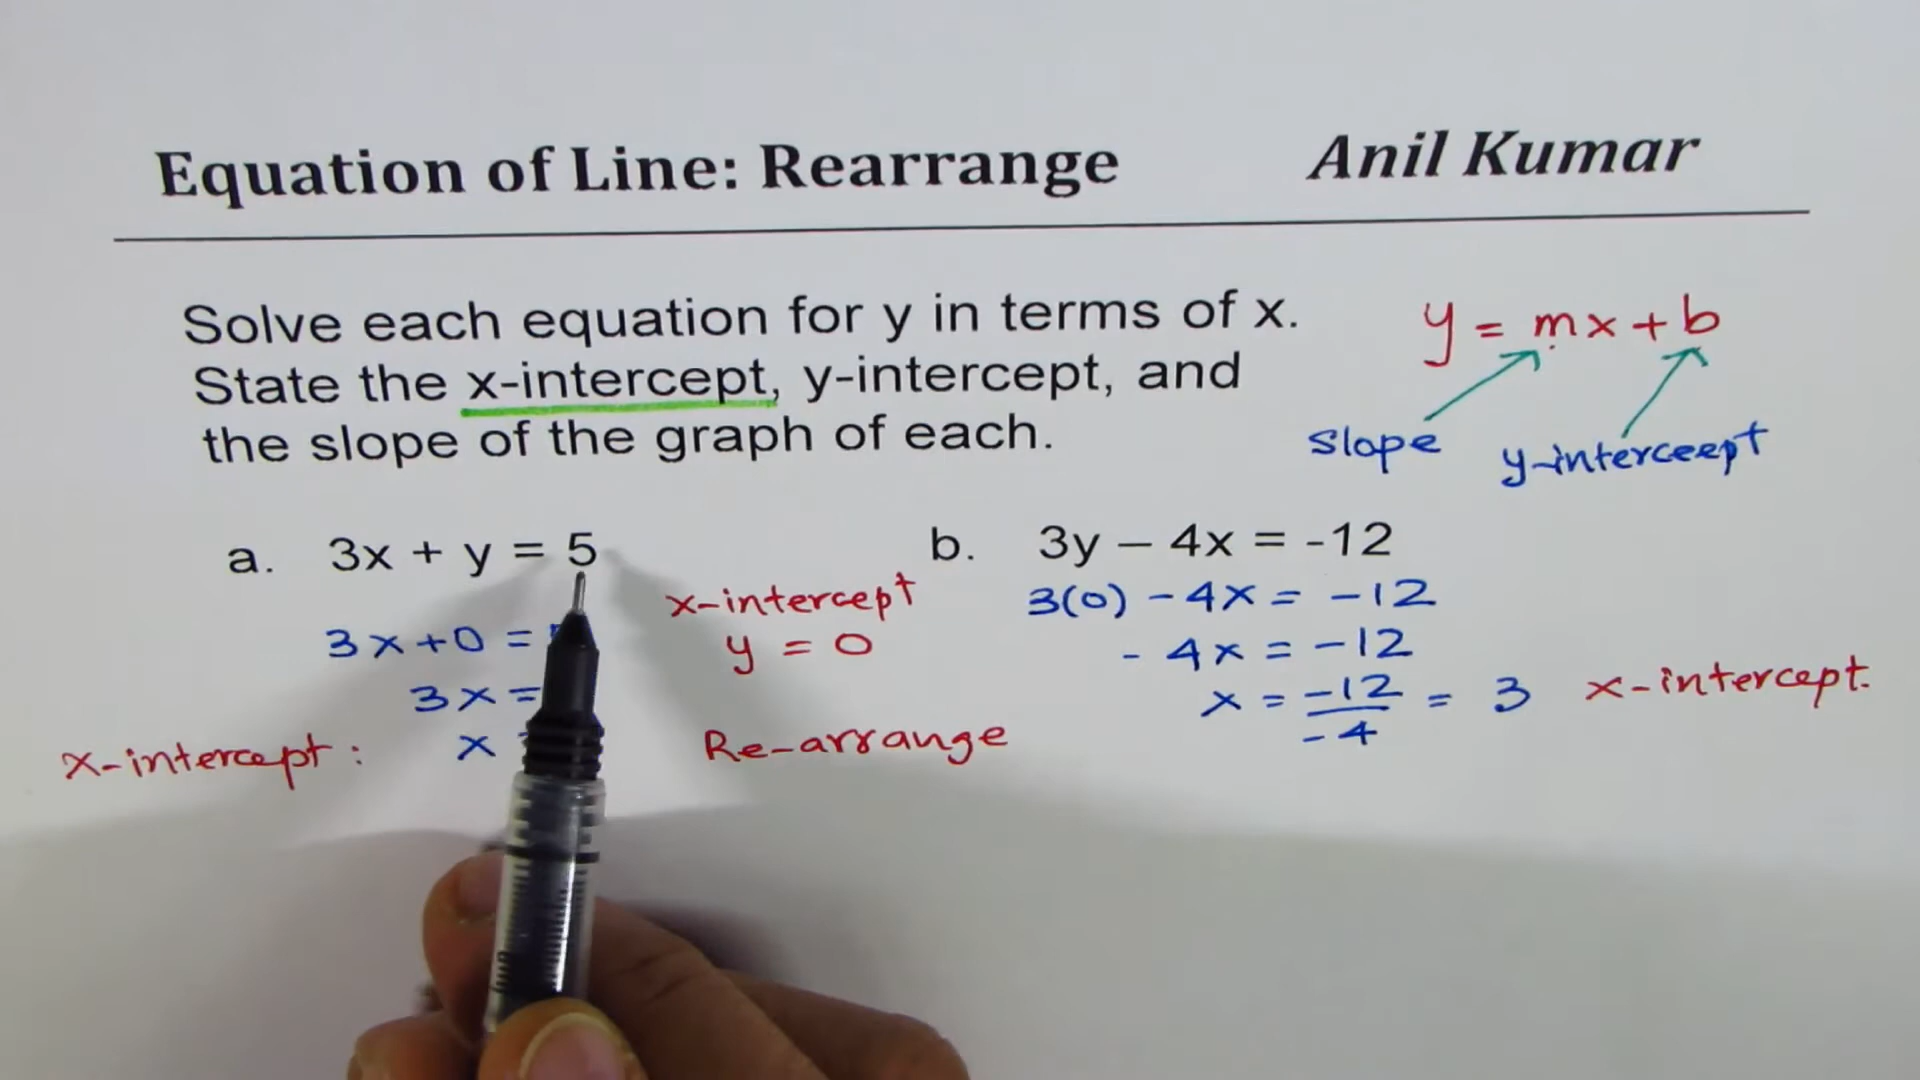 Equation of Line: Rearrange
Anil Kumar
Solve each equation for y in terms of x.
State the x-intercept, y-intercept, and
the slope of the graph of each.
y = mx + b
Slope
y-interceept
a. 3x + y = 5
3x + 0 =
3x =
x
x-intercept :
x-intercept
y = 0
Re-arrange
b. 3y – 4x = -12
3(0) - 4x = -12
- 4x = -12
x = -12/-4 = 3 x-intercept.